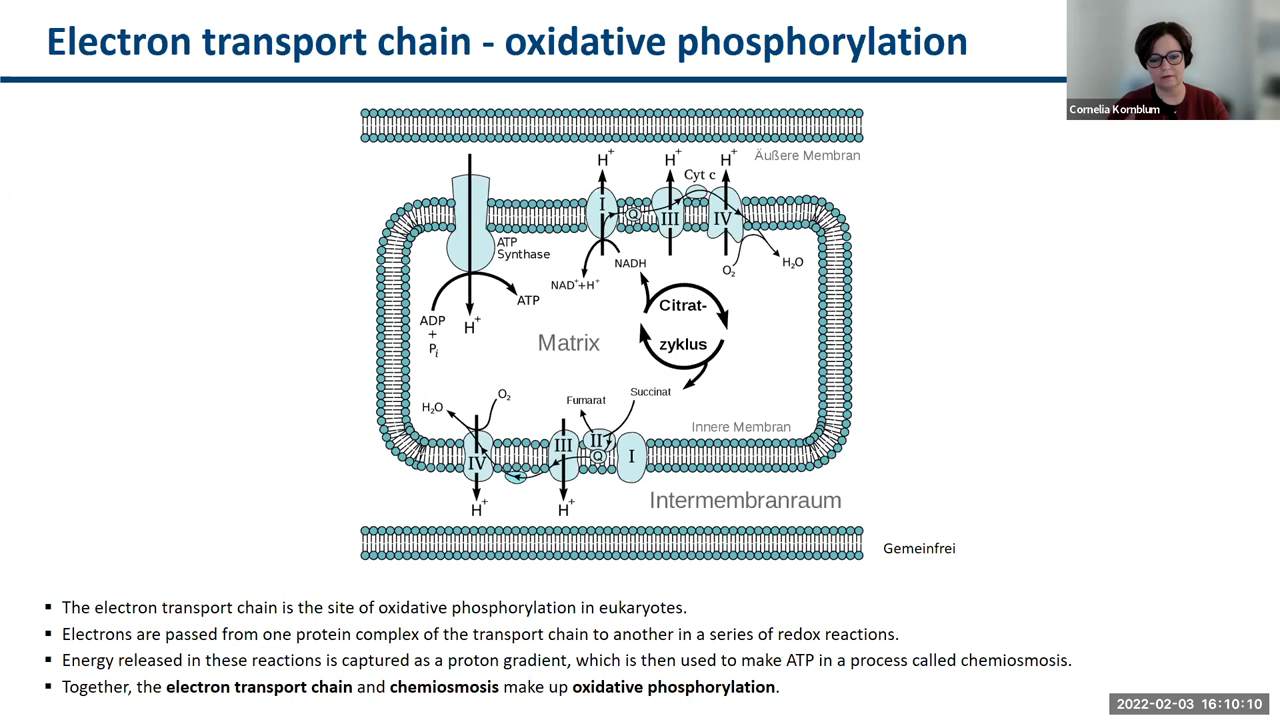 Electron transport chain - oxidative phosphorylation
Cornelia Kornblum
Äußere Membran
H+
H+
H+
Cyt c
I
Q
III
IV
ATP
Synthase
NADH
NAD++H+
O2
H2O
ATP
ADP
+
Pi
H+
Matrix
Citrat-
zyklus
Succinat
Fumarat
O2
H2O
Innere Membran
IV
III
II
Q
I
H+
H+
Intermembranraum
Gemeinfrei
▪ The electron transport chain is the site of oxidative phosphorylation in eukaryotes.
▪ Electrons are passed from one protein complex of the transport chain to another in a series of redox reactions.
▪ Energy released in these reactions is captured as a proton gradient, which is then used to make ATP in a process called chemiosmosis.
▪ Together, the electron transport chain and chemiosmosis make up oxidative phosphorylation.
2022-02-03 16:10:10